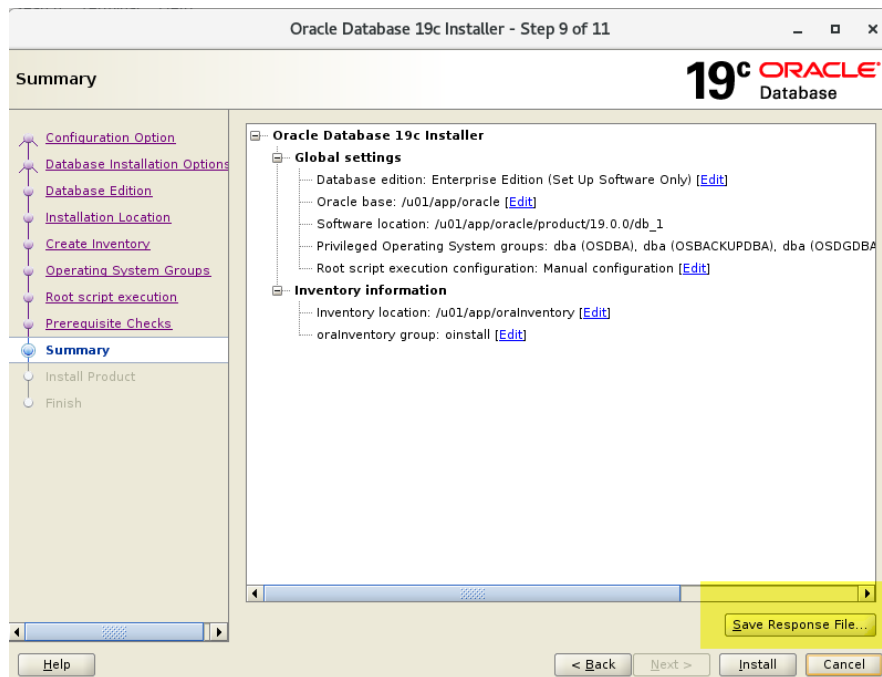 Oracle Database 19c Installer - Step 9 of 11
Summary
19c ORACLE
Database
Configuration Option
Database Installation Options
Database Edition
Installation Location
Create Inventory
Operating System Groups
Root script execution
Prerequisite Checks
Summary
Install Product
Finish
Oracle Database 19c Installer
Global settings
Database edition: Enterprise Edition (Set Up Software Only) [Edit]
Oracle base: /u01/app/oracle [Edit]
Software location: /u01/app/oracle/product/19.0.0/db_1
Privileged Operating System groups: dba (OSDBA), dba (OSBACKUPDBA), dba (OSDGDBA
Root script execution configuration: Manual configuration [Edit]
Inventory information
Inventory location: /u01/app/oraInventory [Edit]
oraInventory group: oinstall [Edit]
Save Response File...
Help
< Back
Next >
Install
Cancel